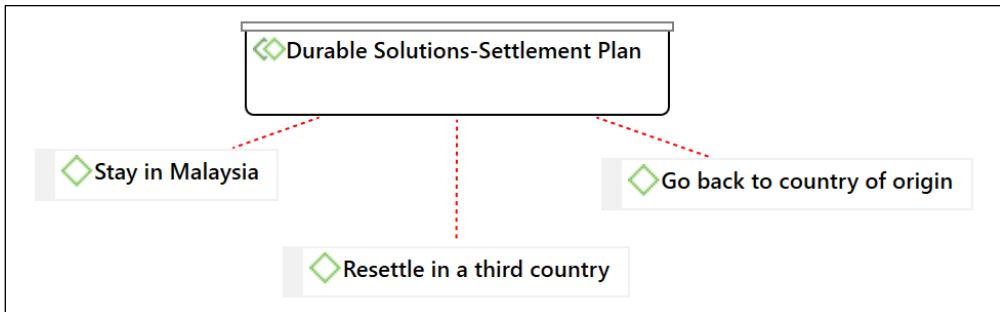 Durable Solutions-Settlement Plan
Stay in Malaysia
Go back to country of origin
Resettle in a third country